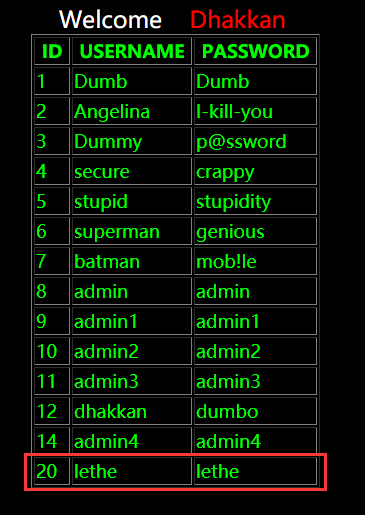 Welcome Dhakkan
ID USERNAME PASSWORD
1 Dumb Dumb
2 Angelina I-kill-you
3 Dummy p@ssword
4 secure crappy
5 stupid stupidity
6 superman genious
7 batman mob!le
8 admin admin
9 admin1 admin1
10 admin2 admin2
11 admin3 admin3
12 dhakkan dumbo
14 admin4 admin4
20 lethe lethe